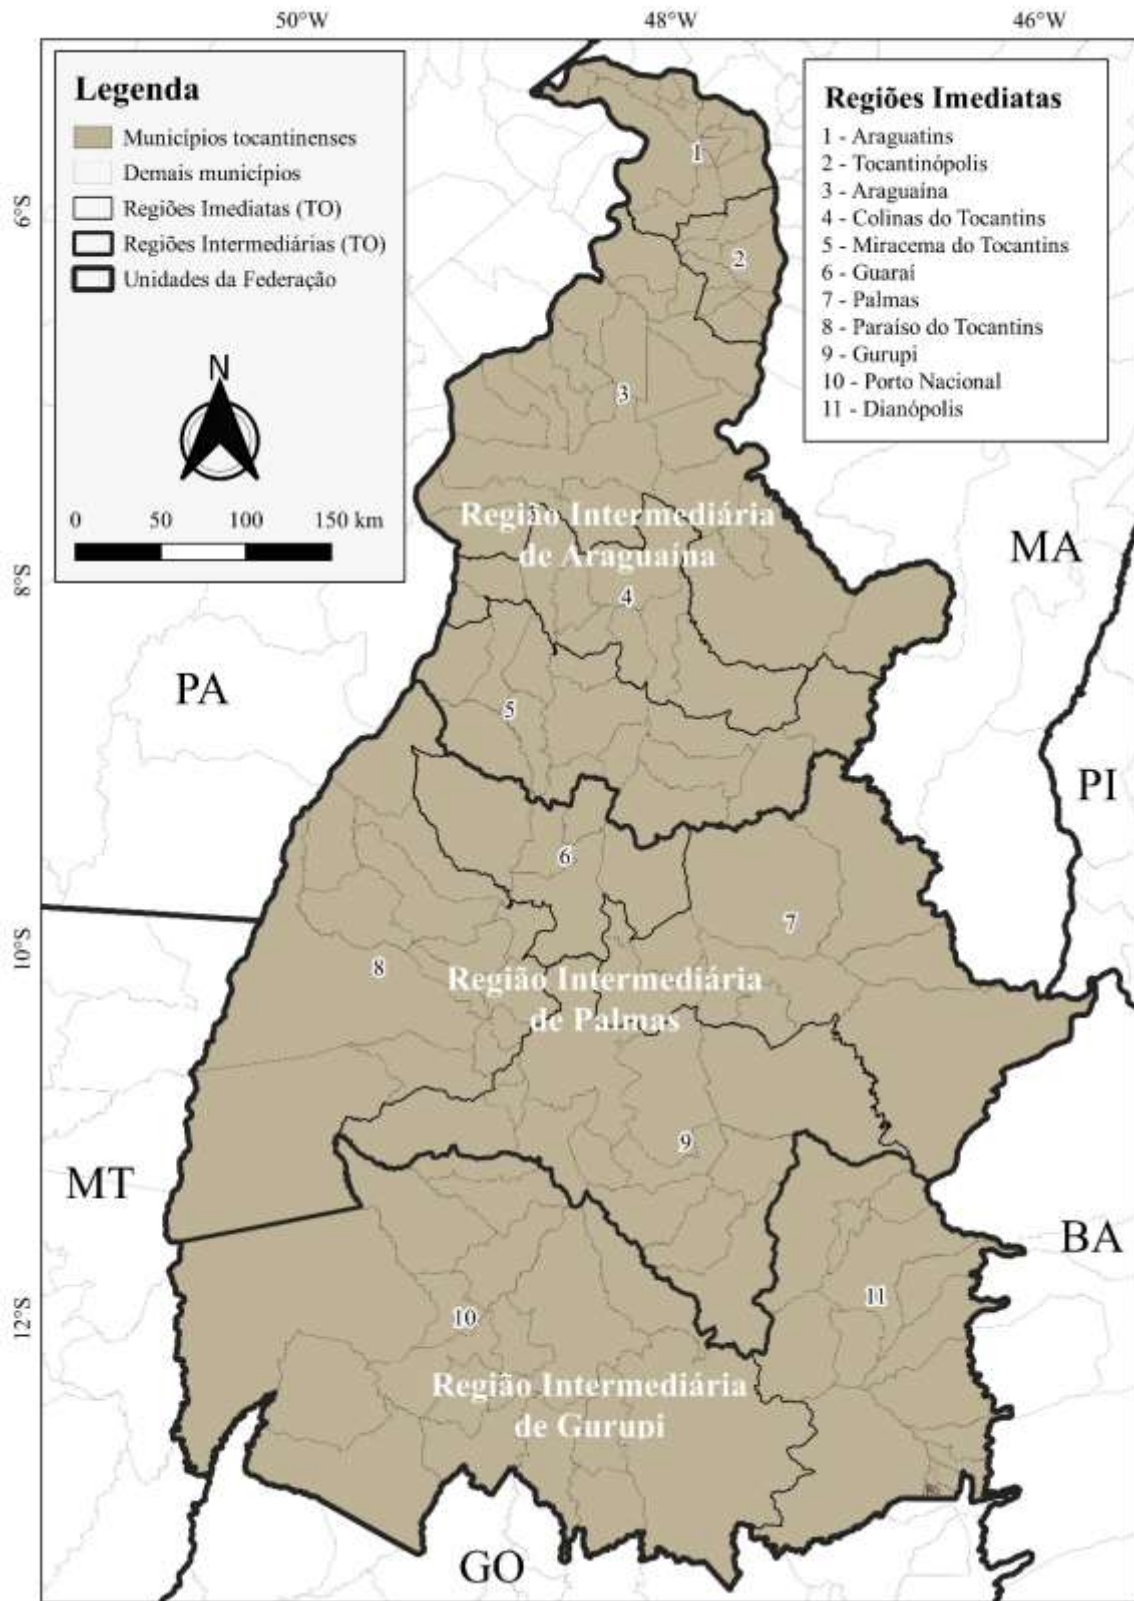 50°W 48°W 46°W
Legenda
Municípios tocantinenses
Demais municípios
Regiões Imediatas (TO)
Regiões Intermediárias (TO)
Unidades da Federação
N
0 50 100 150 km
Regiões Imediatas
1 - Araguatins
2 - Tocantinópolis
3 - Araguaína
4 - Colinas do Tocantins
5 - Miracema do Tocantins
6 - Guaraí
7 - Palmas
8 - Paraíso do Tocantins
9 - Gurupi
10 - Porto Nacional
11 - Dianópolis
6°S
8°S
10°S
12°S
1
2
3
Região Intermediária
de Araguaína
MA
4
PA
5
PI
6
7
8
Região Intermediária
de Palmas
9
MT
BA
10
11
Região Intermediária
de Gurupi
GO